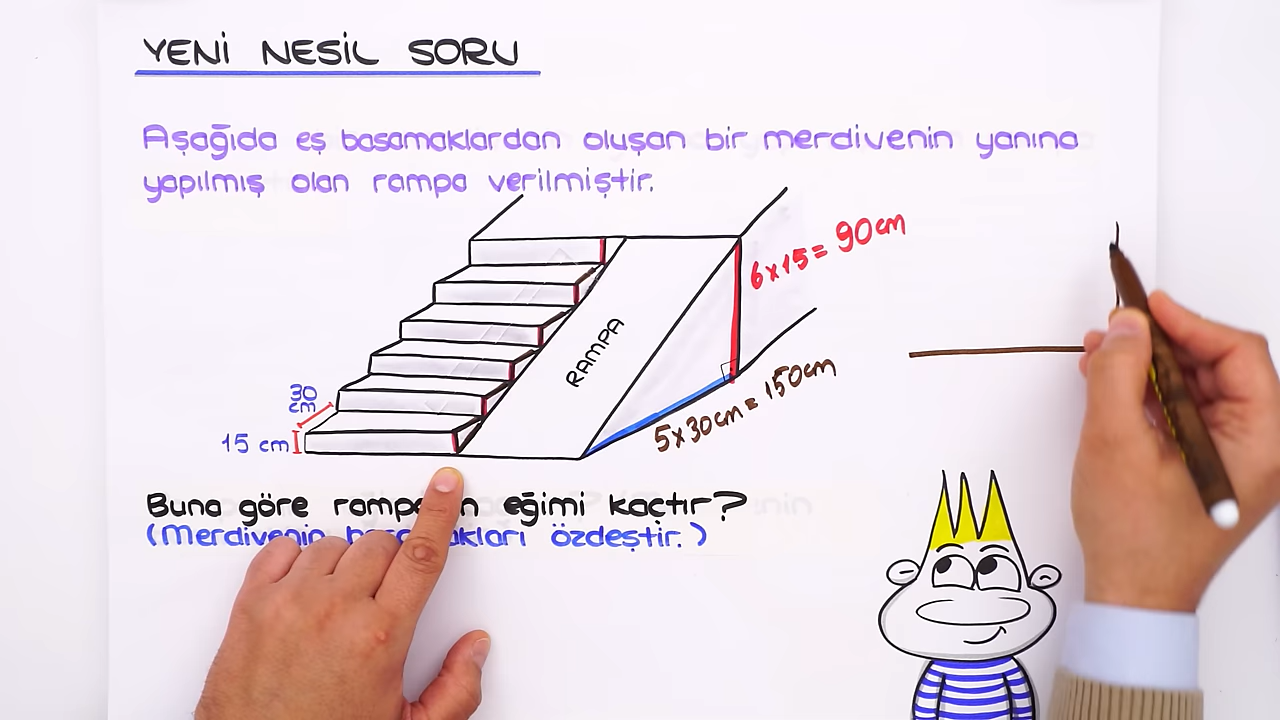 YENİ NESİL SORU
Aşağıda eş basamaklardan oluşan bir merdivenin yanına
yapılmış olan rampa verilmiştir.
6x15= 90cm
RAMPA
5x30cm=150cm
30
cm
15 cm
Buna göre eğimi kaçtır?
(Merdivenin özdeştir.)